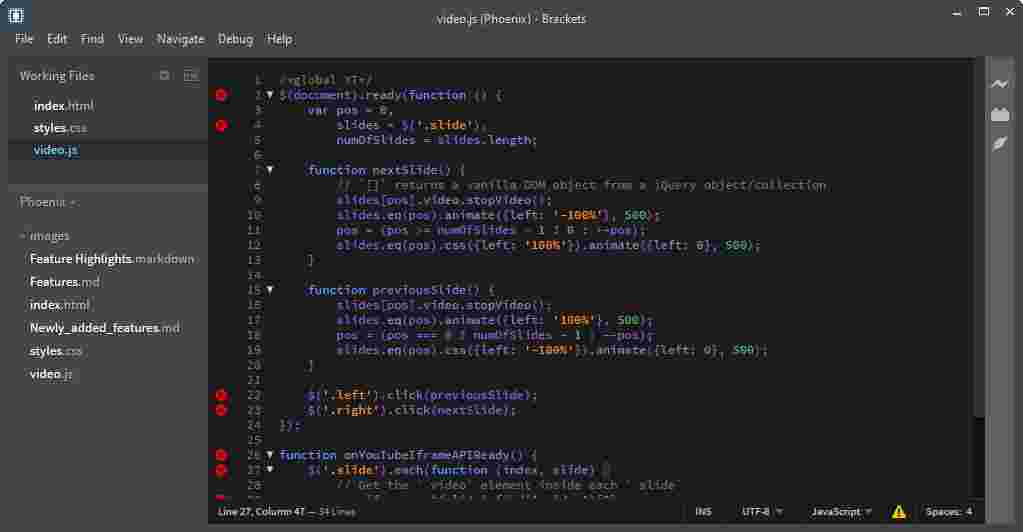 video.js (Phoenix) - Brackets
File Edit Find View Navigate Debug Help
Working Files
index.html
styles.css
video.js
Phoenix
images
Feature Highlights.markdown
Features.md
index.html
Newly_added_features.md
styles.css
video.js
1 /*global YT*/
2 $(document).ready(function () {
3 var pos = 0,
4 slides = $('.slide'),
5 numOfSlides = slides.length;
6
7 function nextSlide() {
8 // `[]` returns a vanilla DOM object from a jQuery object/collection
9 slides[pos].video.stopVideo();
10 slides.eq(pos).animate({left: '-100%'}, 500);
11 pos = (pos >= numOfSlides - 1 ? 0 : ++pos);
12 slides.eq(pos).css({left: '100%'}).animate({left: 0}, 500);
13 }
14
15 function previousSlide() {
16 slides[pos].video.stopVideo();
17 slides.eq(pos).animate({left: '100%'}, 500);
18 pos = (pos === 0 ? numOfSlides - 1 : --pos);
19 slides.eq(pos).css({left: '-100%'}).animate({left: 0}, 500);
20 }
21
22 $('.left').click(previousSlide);
23 $('.right').click(nextSlide);
24 });
25
26 function onYouTubeIframeAPIReady() {
27 $('.slide').each(function (index, slide) {
28 // Get the `.video` element inside each `.slide`
Line 27, Column 47 — 34 Lines
INS UTF-8 JavaScript Spaces: 4